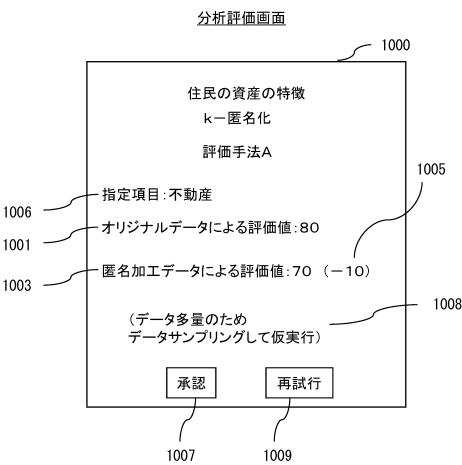 分析評価画面
1000
住民の資産の特徴
k－匿名化
評価手法A
1005
1006
指定項目：不動産
1001
オリジナルデータによる評価値：80
1003
匿名加工データによる評価値：70 （－10）
1008
（データ多量のため
データサンプリングして仮実行）
承認
再試行
1007
1009